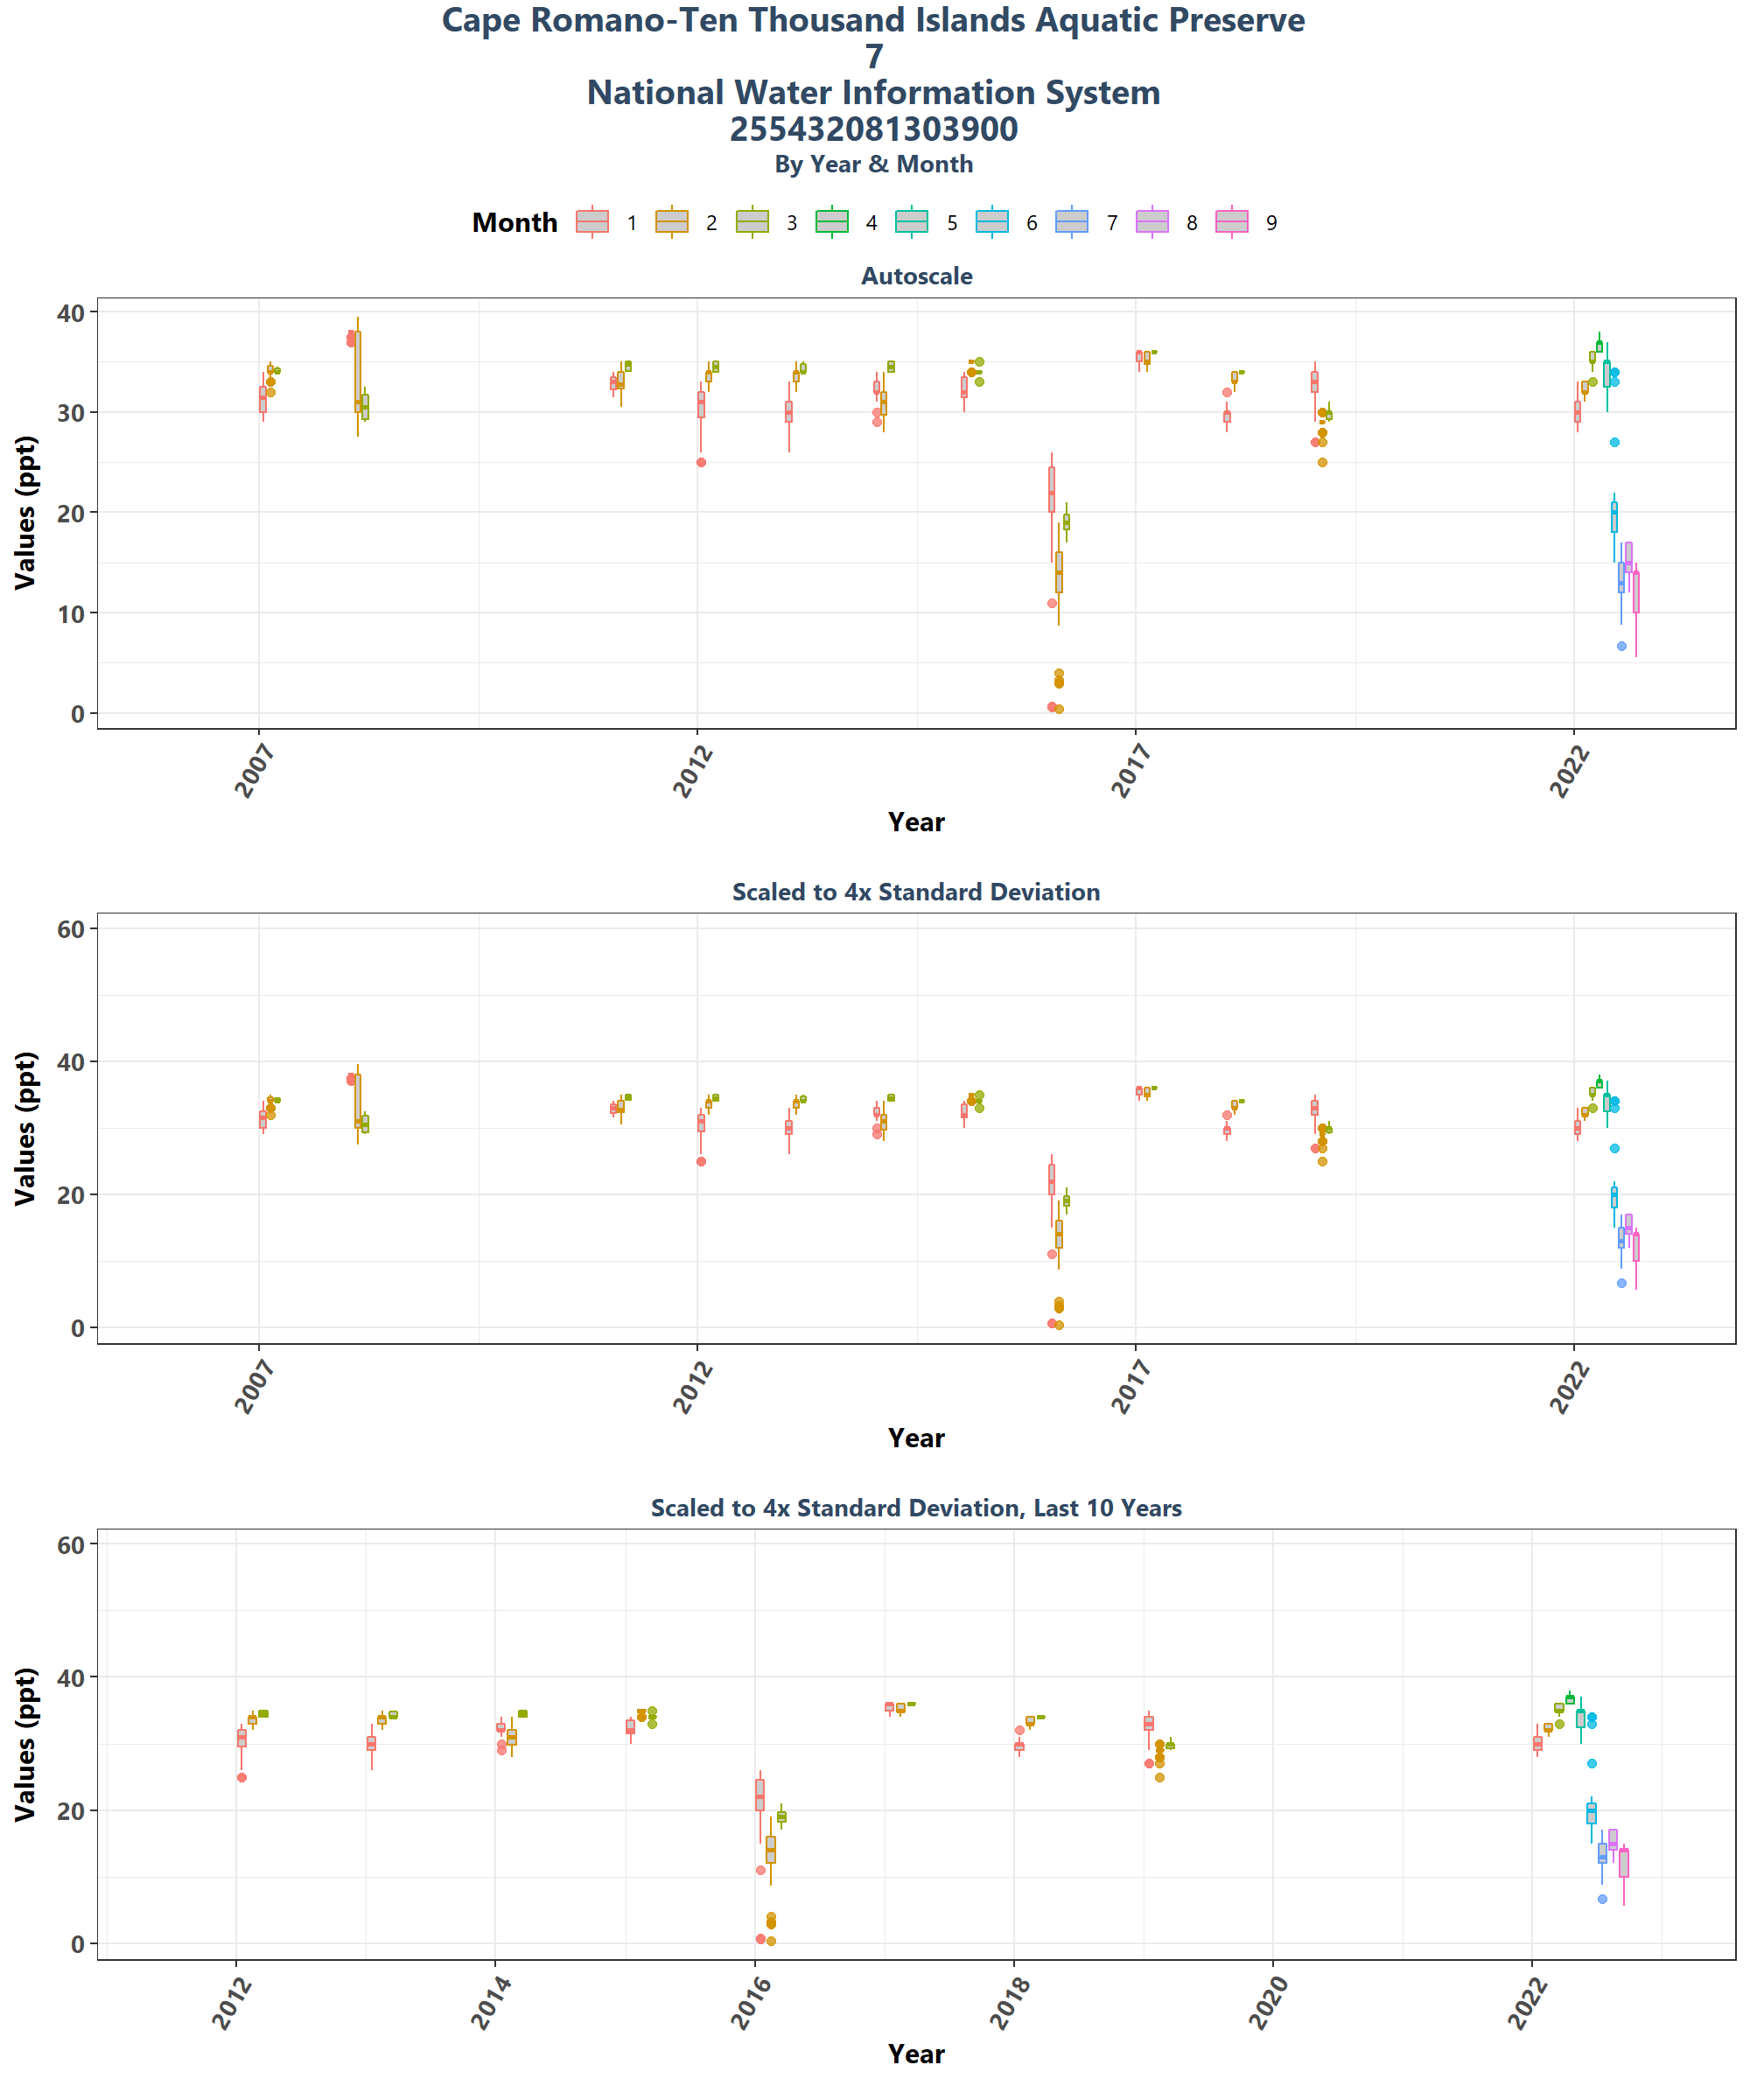 Cape Romano-Ten Thousand Islands Aquatic Preserve
7
National Water Information System
255432081303900
By Year & Month
Month 1 2 3 4 5 6 7 8 9
Autoscale
Values (ppt)
40
30
20
10
0
2007 2012 2017 2022
Year
Scaled to 4x Standard Deviation
Values (ppt)
60
40
20
0
2007 2012 2017 2022
Year
Scaled to 4x Standard Deviation, Last 10 Years
Values (ppt)
60
40
20
0
2012 2014 2016 2018 2020 2022
Year